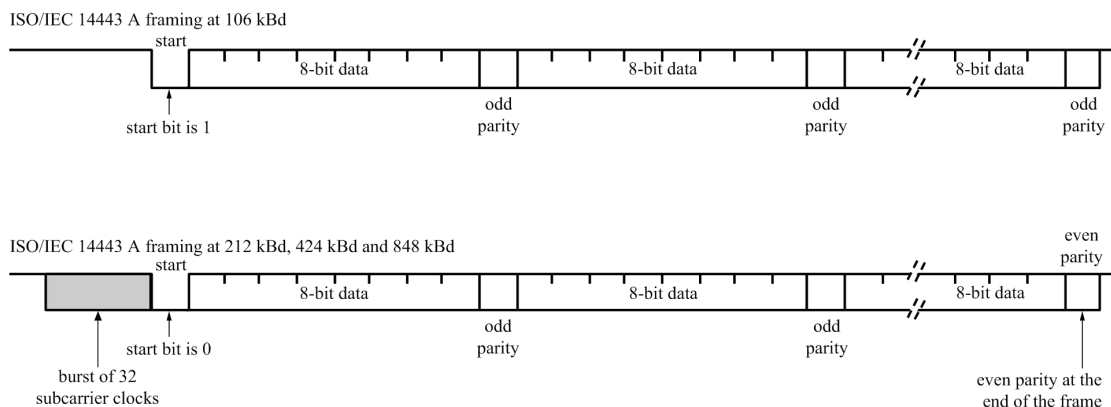 ISO/IEC 14443 A framing at 106 kBd
start
8-bit data
8-bit data
8-bit data
odd
parity
odd
parity
odd
parity
start bit is 1
ISO/IEC 14443 A framing at 212 kBd, 424 kBd and 848 kBd
even
parity
start
8-bit data
8-bit data
8-bit data
odd
parity
odd
parity
start bit is 0
burst of 32
subcarrier clocks
even parity at the
end of the frame